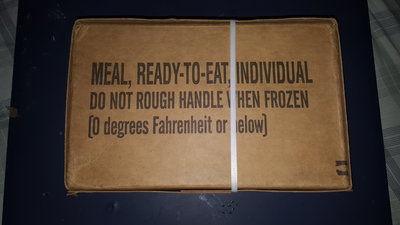 MEAL, READY-TO-EAT, INDIVIDUAL
DO NOT ROUGH HANDLE WHEN FROZEN
(0 degrees Fahrenheit or below)